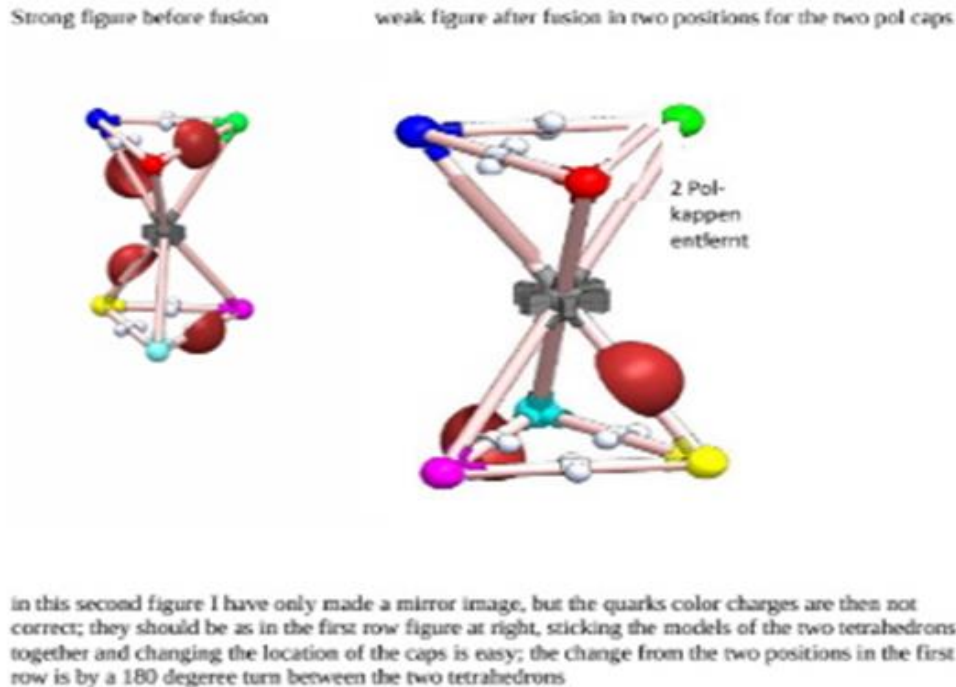 Strong figure before fusion
weak figure after fusion in two positions for the two pol caps
2 Pol-
kappen
entfernt
in this second figure I have only made a mirror image, but the quarks color charges are then not
correct; they should be as in the first row figure at right, sticking the models of the two tetrahedrons
together and changing the location of the caps is easy; the change from the two positions in the first
row is by a 180 degeree turn between the two tetrahedrons